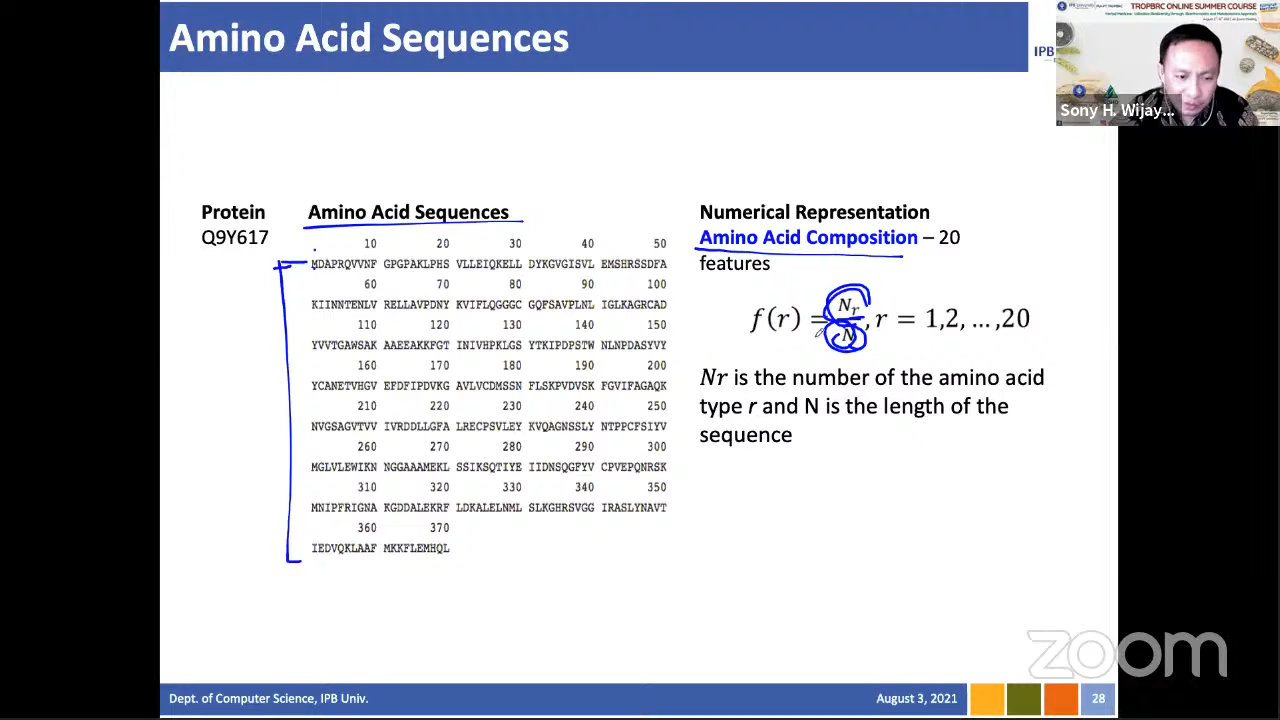 Amino Acid Sequences
IPB
TROPBRC ONLINE SUMMER COURSE
Sony H. Wijay...
Protein
Q9Y617
Amino Acid Sequences
10 20 30 40 50
MDAPRQVVNF GPGPAKLPHS VLLEIQKELL DYKGVGISVL EMSHRSSDFA
60 70 80 90 100
KIINNTENLV RELLAVPDNY KVIFLQGGGC GQFSAVPLNL IGLKAGRCAD
110 120 130 140 150
YVVTGAWSAK AAEEAKKFGT INIVHPKLGS YTKIPDPSTW NLNPDASYVY
160 170 180 190 200
YCANETVHGV EFDFIPDVKG AVLVCDMSSN FLSKPVDVSK FGVIFAGAQK
210 220 230 240 250
NVGSAGVTVV IVRDDLLGFA LRECPSVLEY KVQAGNSSLY NTPPCFSIYV
260 270 280 290 300
MGLVLEWIKN NGGAAAMEKL SSIKSQTIYE IIDNSQGFYV CPVEPQNRSK
310 320 330 340 350
MNIPFRIGNA KGDDALEKRF LDKALELNML SLKGHRSVGG IRASLYNAVT
360 370
IEDVQKLAAF MKKFLEMHQL
Numerical Representation
Amino Acid Composition – 20
features
f(r) = Nr/N, r = 1,2, …,20
Nr is the number of the amino acid
type r and N is the length of the
sequence
zoom
Dept. of Computer Science, IPB Univ.
August 3, 2021
28